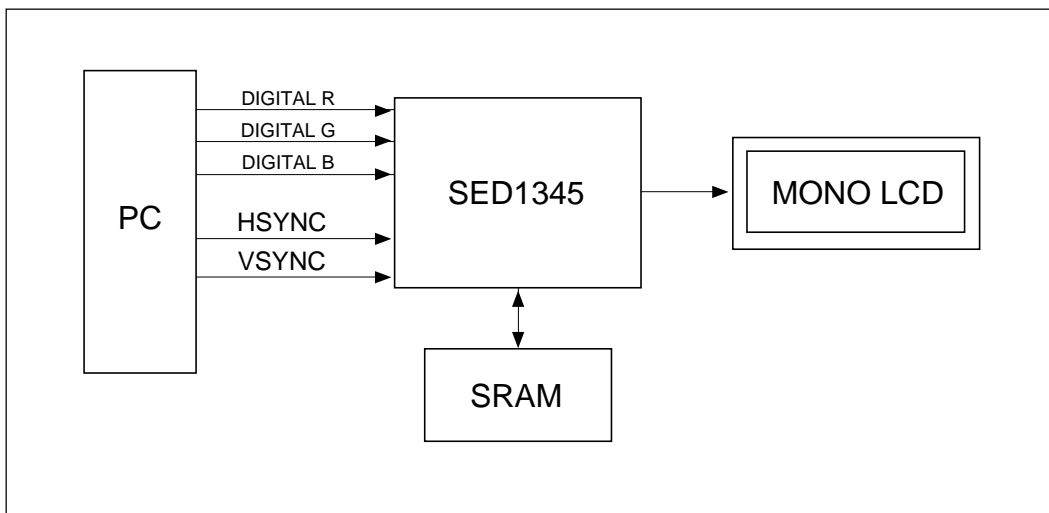 PC
DIGITAL R
DIGITAL G
DIGITAL B
HSYNC
VSYNC
SED1345
MONO LCD
SRAM